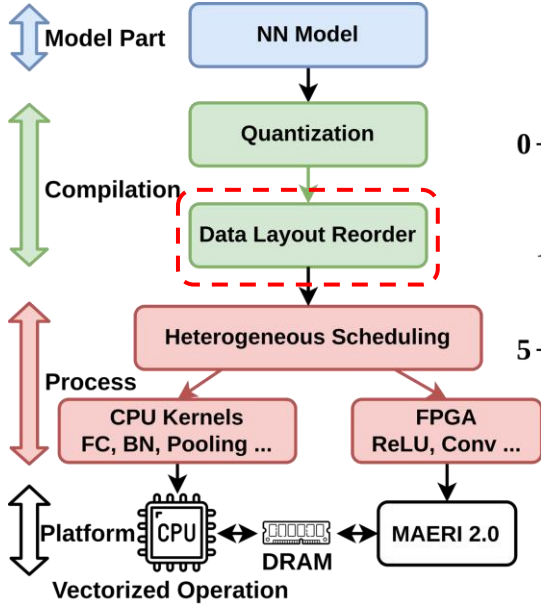 Model Part
NN Model
Quantization
0
Compilation
Data Layout Reorder
Heterogeneous Scheduling
5
Process
CPU Kernels
FC, BN, Pooling ...
FPGA
ReLU, Conv ...
Platform
CPU
DRAM
MAERI 2.0
Vectorized Operation